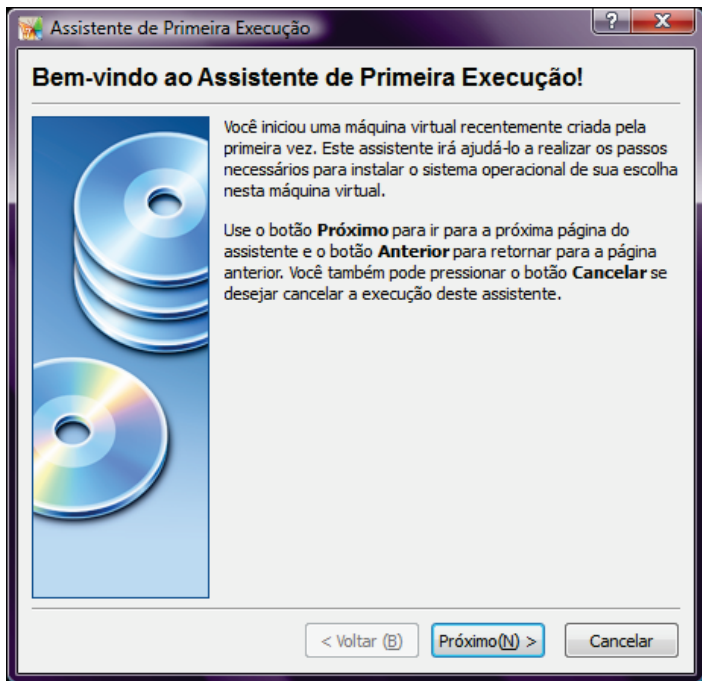 Assistente de Primeira Execução
?
X
Bem-vindo ao Assistente de Primeira Execução!
Você iniciou uma máquina virtual recentemente criada pela
primeira vez. Este assistente irá ajudá-lo a realizar os passos
necessários para instalar o sistema operacional de sua escolha
nesta máquina virtual.
Use o botão Próximo para ir para a próxima página do
assistente e o botão Anterior para retornar para a página
anterior. Você também pode pressionar o botão Cancelar se
desejar cancelar a execução deste assistente.
< Voltar (B) Próximo(N) > Cancelar